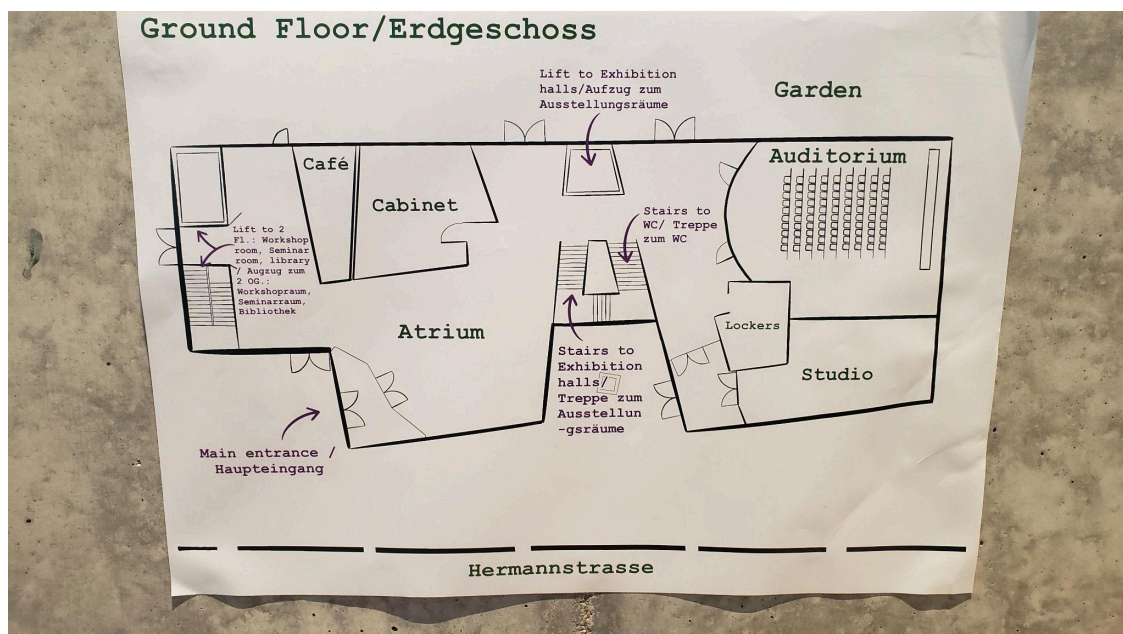 Ground Floor/Erdgeschoss
Lift to Exhibition
halls/Aufzug zum
Ausstellungsräume
Garden
Café
Cabinet
Auditorium
Stairs to
WC/ Treppe
zum WC
Lift to 2
Fl.: Workshop
room, Seminar
room, library
/ Augzug zum
2 OG.:
Workshopraum,
Seminarraum,
Bibliothek
Atrium
Lockers
Stairs to
Exhibition
halls/
Treppe zum
Ausstellun
-gsräume
Studio
Main entrance /
Haupteingang
Hermannstrasse